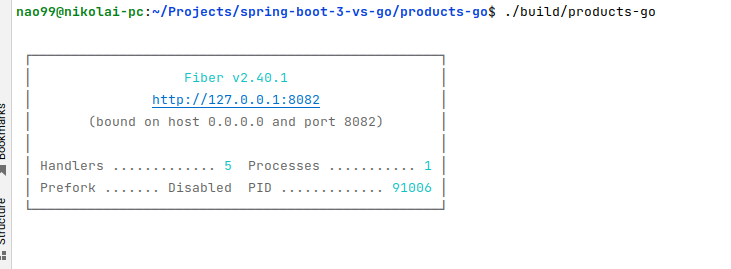 nao99@nikolai-pc:~/Projects/spring-boot-3-vs-go/products-go$ ./build/products-go
Fiber v2.40.1
http://127.0.0.1:8082
(bound on host 0.0.0.0 and port 8082)
Handlers ............. 5  Processes ........... 1
Prefork ....... Disabled  PID ............. 91006
Bookmarks
Structure